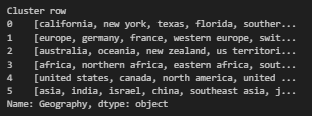 Cluster row
0    [california, new york, texas, florida, souther...
1    [europe, germany, france, western europe, swit...
2    [australia, oceania, new zealand, us territori...
3    [africa, northern africa, eastern africa, sout...
4    [united states, canada, north america, united ...
5    [asia, india, israel, china, southeast asia, j...
Name: Geography, dtype: object